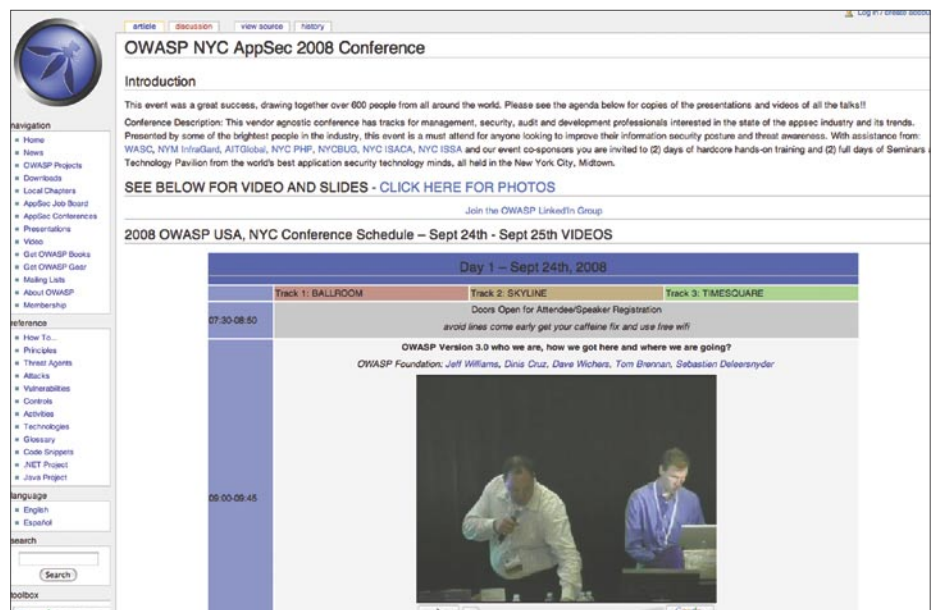 Log in / create accou
article
discussion
view source
history
OWASP NYC AppSec 2008 Conference
Introduction
This event was a great success, drawing together over 600 people from all around the world. Please see the agenda below for copies of the presentations and videos of all the talks!!
Conference Description: This vendor agnostic conference has tracks for management, security, audit and development professionals interested in the state of the appsec industry and its trends.
Presented by some of the brightest people in the industry, this event is a must attend for anyone looking to improve their information security posture and threat awareness. With assistance from:
WASC, NYM InfraGard, AITGlobal, NYC PHP, NYCBUG, NYC ISACA, NYC ISSA and our event co-sponsors you are invited to (2) days of hardcore hands-on training and (2) full days of Seminars a
Technology Pavilion from the world's best application security technology minds, all held in the New York City, Midtown.
SEE BELOW FOR VIDEO AND SLIDES - CLICK HERE FOR PHOTOS
Join the OWASP Linked'In Group
2008 OWASP USA, NYC Conference Schedule – Sept 24th - Sept 25th VIDEOS
Day 1 – Sept 24th, 2008
Track 1: BALLROOM
Track 2: SKYLINE
Track 3: TIMESQUARE
07:30-08:50
Doors Open for Attendee/Speaker Registration
avoid lines come early get your caffeine fix and use free wifi
09:00-09:45
OWASP Version 3.0 who we are, how we got here and where we are going?
OWASP Foundation: Jeff Williams, Dinis Cruz, Dave Wichers, Tom Brennan, Sebastien Deleersnyder
navigation
Home
News
OWASP Projects
Downloads
Local Chapters
AppSec Job Board
AppSec Conferences
Presentations
Video
Get OWASP Books
Get OWASP Gear
Mailing Lists
About OWASP
Membership
reference
How To...
Principles
Threat Agents
Attacks
Vulnerabilities
Controls
Activities
Technologies
Glossary
Code Snippets
.NET Project
Java Project
language
English
Español
search
Search
toolbox